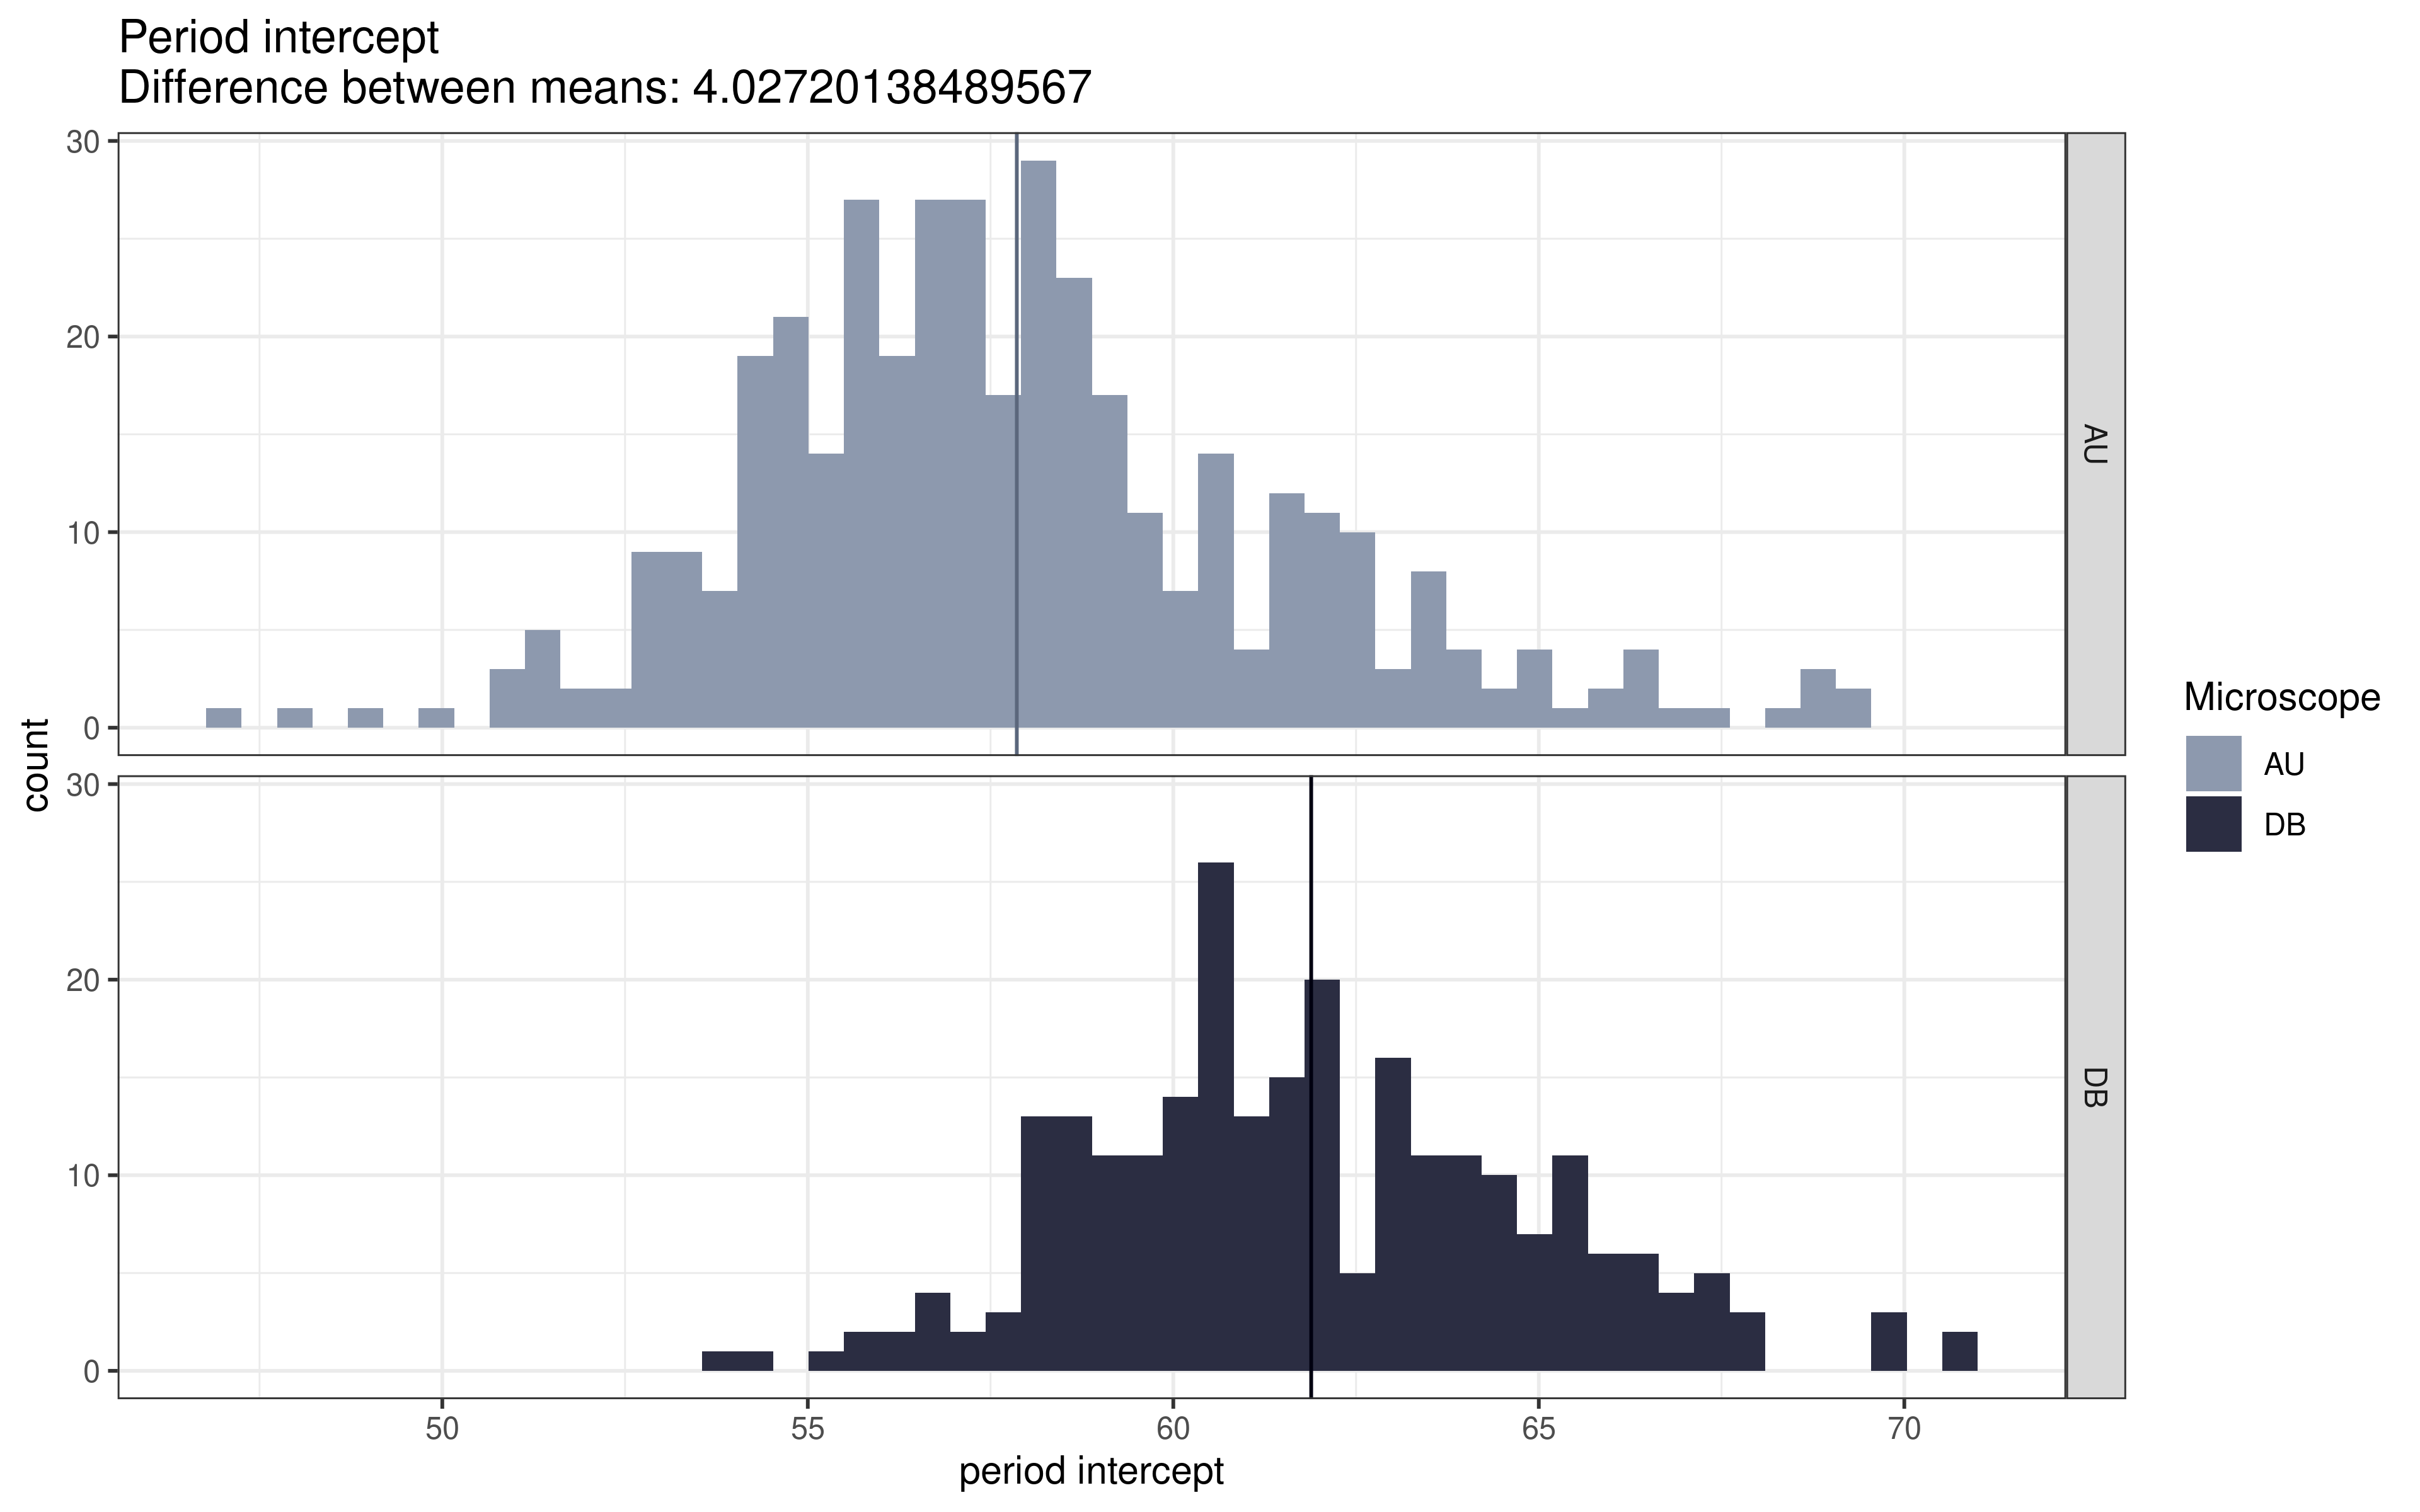 Period intercept
Difference between means: 4.02720138489567
30
20
10
0
AU
count
30
20
10
0
DB
50 55 60 65 70
period intercept
Microscope
AU
DB